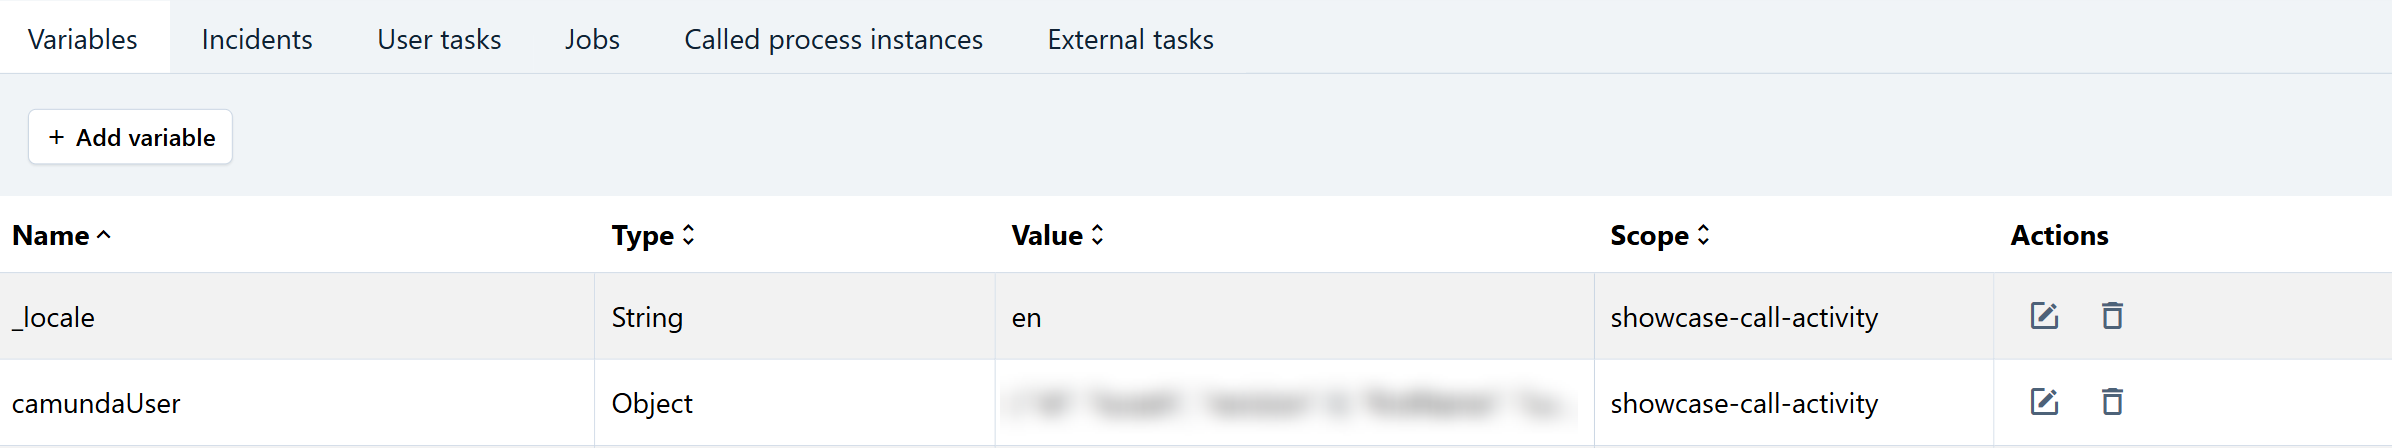 Variables Incidents User tasks Jobs Called process instances External tasks
+ Add variable
Name Type Value Scope Actions
_locale String en showcase-call-activity
camundaUser Object showcase-call-activity